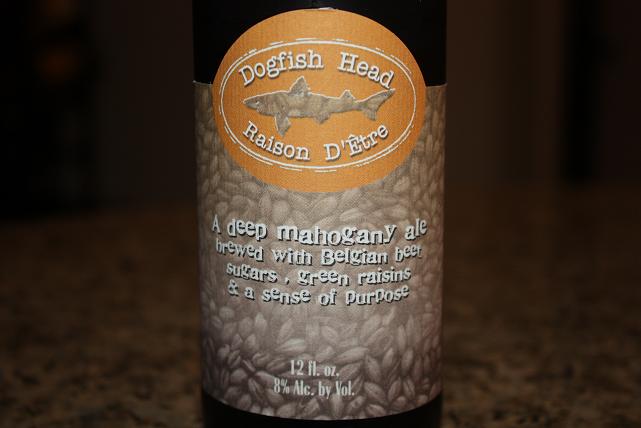 Dogfish Head
Raison D'Être
A deep mahogany ale
brewed with Belgian beet
sugars, green raisins
& a sense of purpose
12 fl. oz.
8% Alc. by Vol.